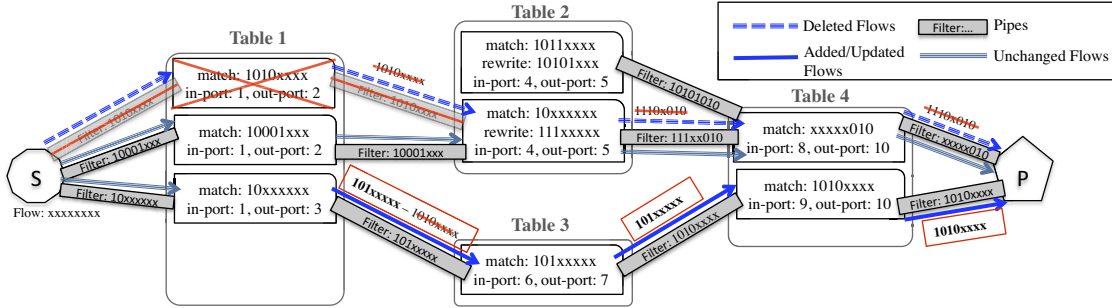 Table 1
match: 1010xxxx
in-port: 1, out-port: 2
match: 10001xxx
in-port: 1, out-port: 2
match: 10xxxxxx
in-port: 1, out-port: 3
Table 2
match: 1011xxxx
rewrite: 10101xxx
in-port: 4, out-port: 5
match: 10xxxxxx
rewrite: 111xxxxx
in-port: 4, out-port: 5
Table 3
match: 101xxxxx
in-port: 6, out-port: 7
Table 4
match: xxxxx010
in-port: 8, out-port: 10
match: 1010xxxx
in-port: 9, out-port: 10
S
Flow: xxxxxxxx
P
Filter: 1010xxxx
Filter: 10001xxx
Filter: 10xxxxxx
1010xxxx
Filter: 1010xxxx
Filter: 10001xxx
101xxxxx – 1010xxxx
Filter: 101xxxxx
Filter: 10101010
1110x010
Filter: 111xx010
101xxxxx
Filter: 1010xxxx
1110x010
Filter: xxxxx010
Filter: 1010xxxx
1010xxxx
Deleted Flows
Added/Updated
Flows
Filter:...
Pipes
Unchanged Flows